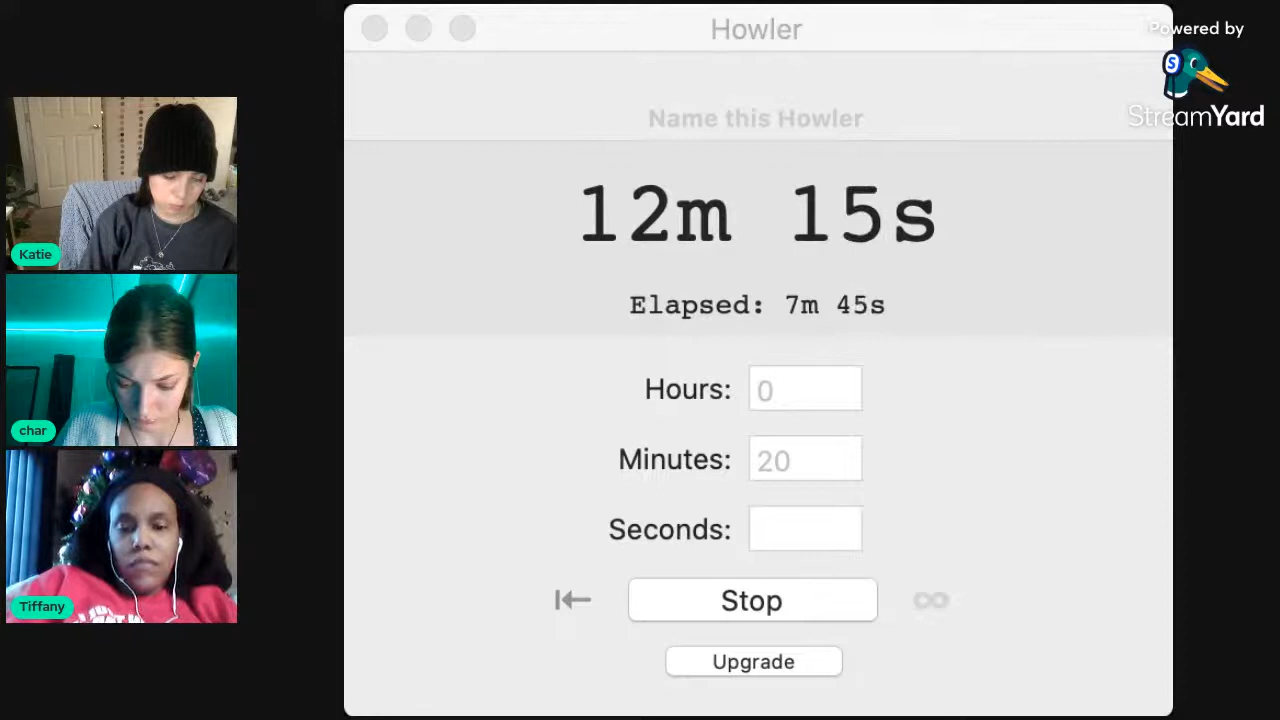 Howler
Powered by
StreamYard
Name this Howler
12m 15s
Elapsed: 7m 45s
Hours: 0
Minutes: 20
Seconds:
Stop
Upgrade
Katie
char
Tiffany